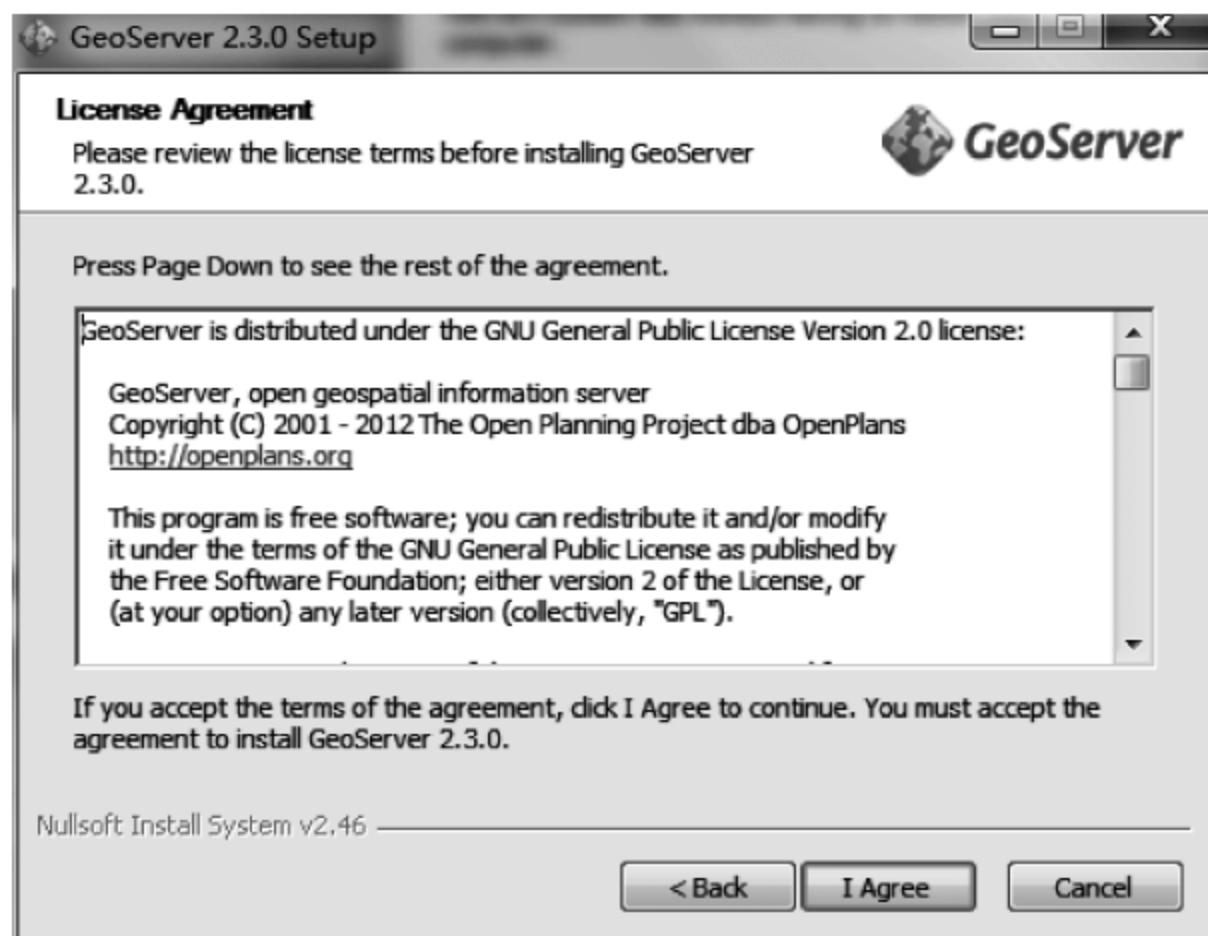 GeoServer 2.3.0 Setup
License Agreement
Please review the license terms before installing GeoServer
2.3.0.
GeoServer
Press Page Down to see the rest of the agreement.
GeoServer is distributed under the GNU General Public License Version 2.0 license:
GeoServer, open geospatial information server
Copyright (C) 2001 - 2012 The Open Planning Project dba OpenPlans
http://openplans.org
This program is free software; you can redistribute it and/or modify
it under the terms of the GNU General Public License as published by
the Free Software Foundation; either version 2 of the License, or
(at your option) any later version (collectively, "GPL").
If you accept the terms of the agreement, click I Agree to continue. You must accept the
agreement to install GeoServer 2.3.0.
Nullsoft Install System v2.46
< Back
I Agree
Cancel